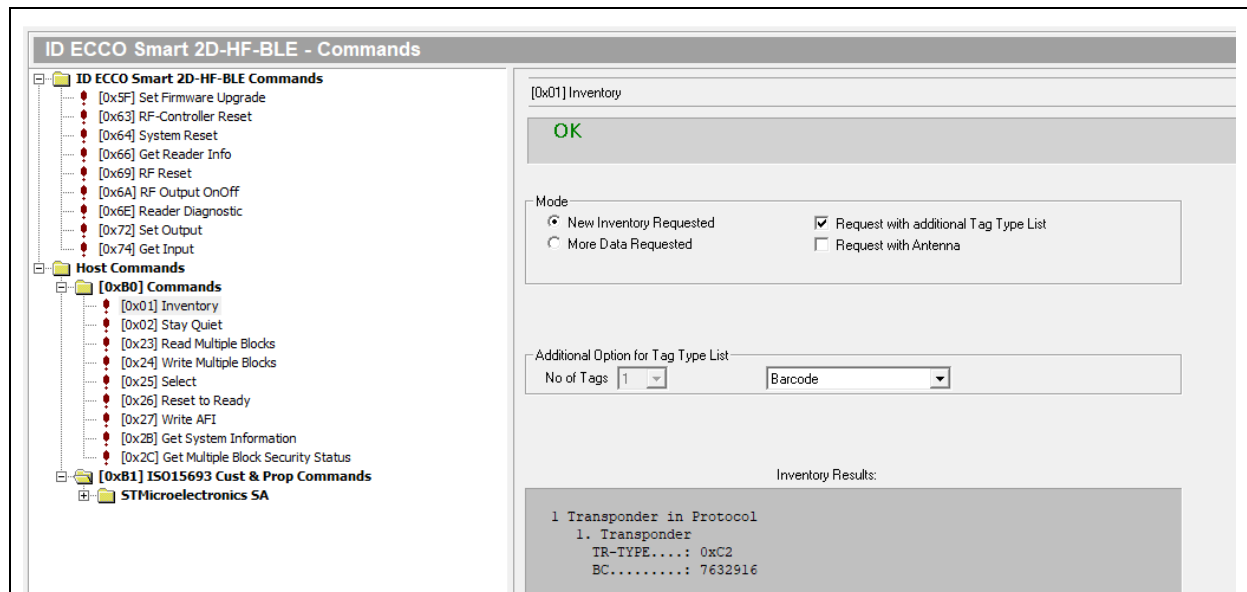 ID ECCO Smart 2D-HF-BLE - Commands
ID ECCO Smart 2D-HF-BLE Commands
[0x5F] Set Firmware Upgrade
[0x63] RF-Controller Reset
[0x64] System Reset
[0x66] Get Reader Info
[0x69] RF Reset
[0x6A] RF Output OnOff
[0x6E] Reader Diagnostic
[0x72] Set Output
[0x74] Get Input
Host Commands
[0xB0] Commands
[0x01] Inventory
[0x02] Stay Quiet
[0x23] Read Multiple Blocks
[0x24] Write Multiple Blocks
[0x25] Select
[0x26] Reset to Ready
[0x27] Write AFI
[0x2B] Get System Information
[0x2C] Get Multiple Block Security Status
[0xB1] ISO15693 Cust & Prop Commands
STMicroelectronics SA
[0x01] Inventory
OK
Mode
New Inventory Requested
More Data Requested
Request with additional Tag Type List
Request with Antenna
Additional Option for Tag Type List
No of Tags 1 Barcode
Inventory Results:
1 Transponder in Protocol
1. Transponder
TR-TYPE....: 0xC2
BC.........: 7632916